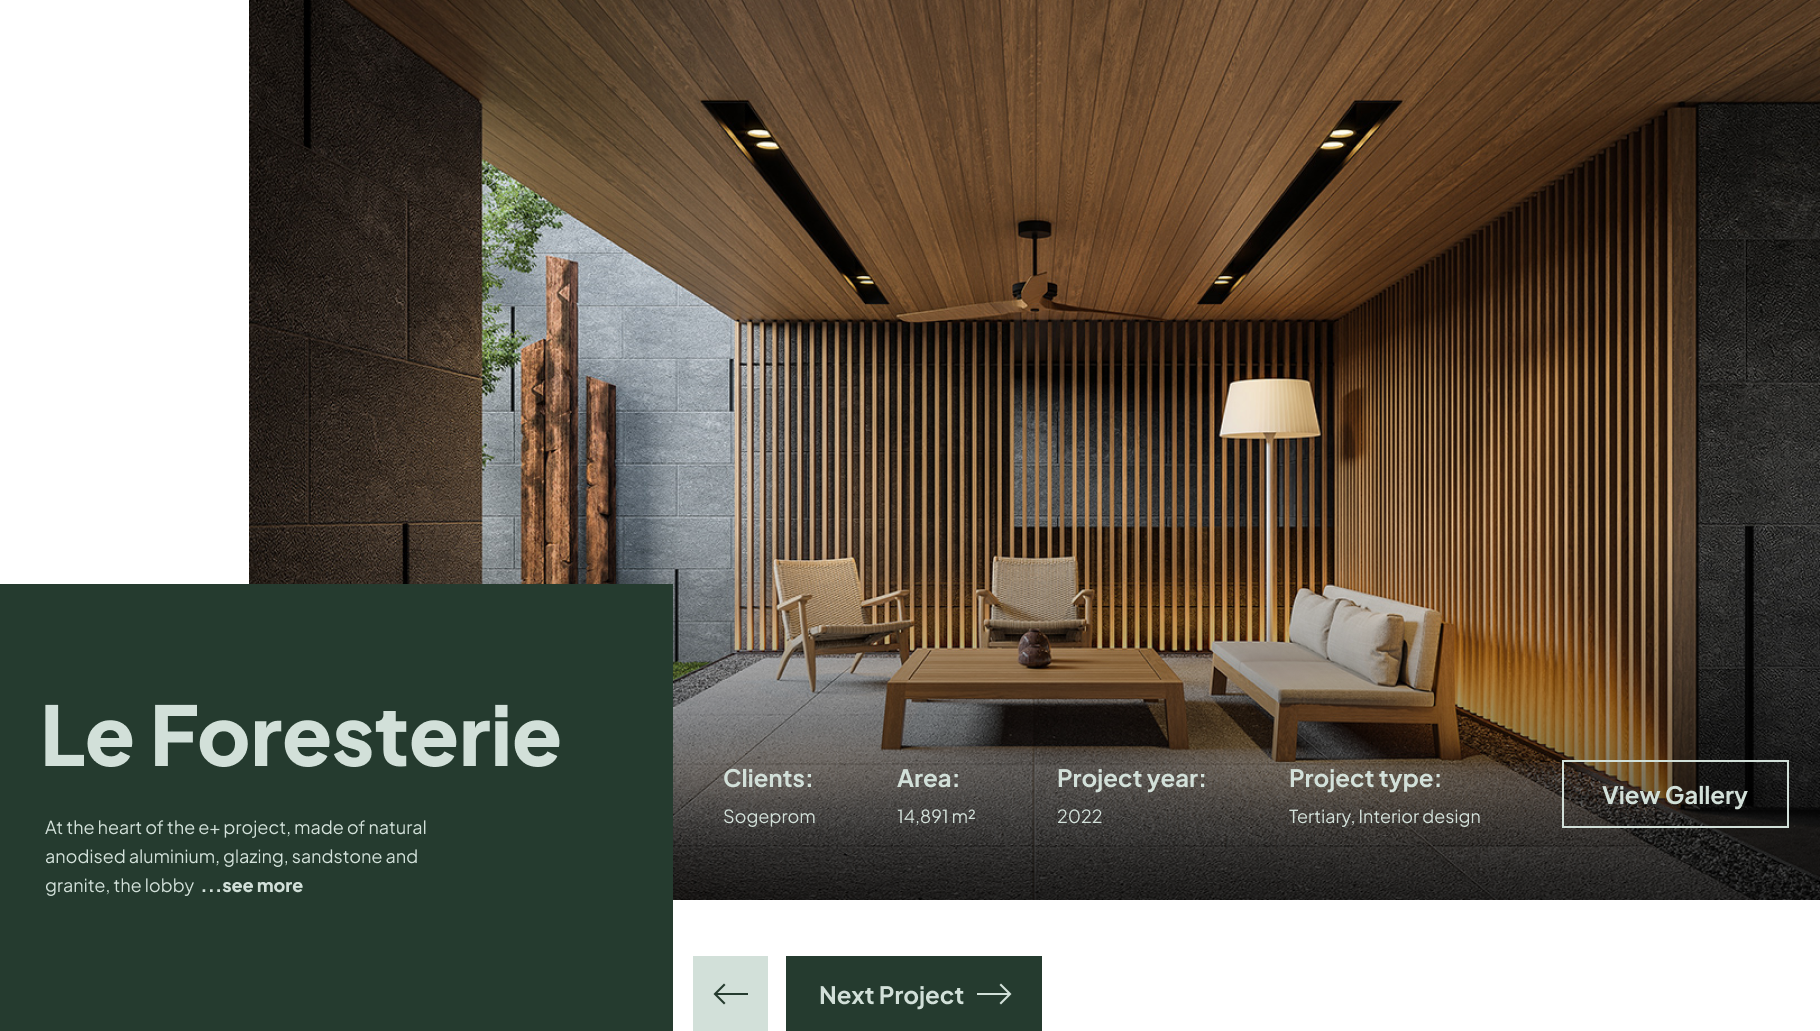 Le Foresterie
At the heart of the e+ project, made of natural
anodised aluminium, glazing, sandstone and
granite, the lobby ...see more
Clients:
Sogeprom
Area:
14,891 m²
Project year:
2022
Project type:
Tertiary, Interior design
View Gallery
Next Project